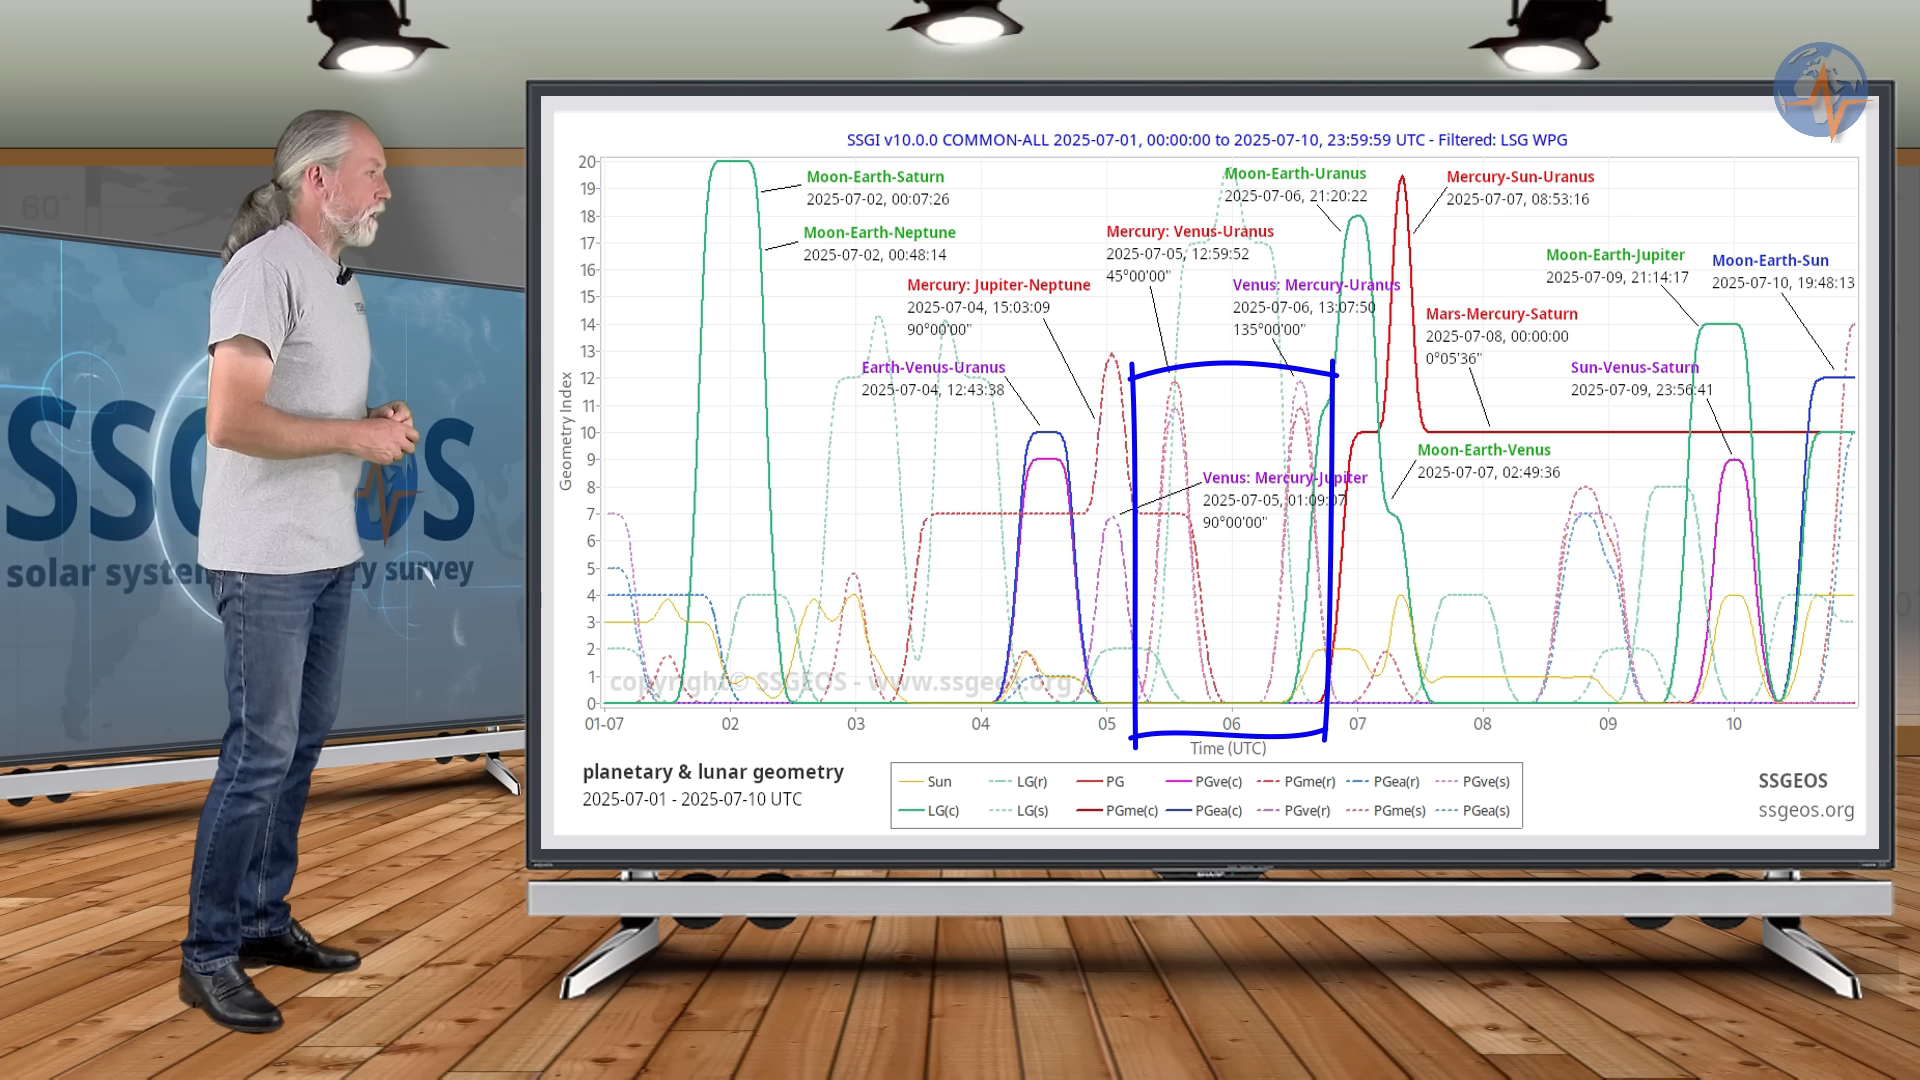 SSGI v10.0.0 COMMON-ALL 2025-07-01, 00:00:00 to 2025-07-10, 23:59:59 UTC - Filtered: LSG WPG
20
19
18
17
16
15
14
13
12
11
10
9
8
7
6
5
4
3
2
1
0
Geometry Index
Moon-Earth-Saturn
2025-07-02, 00:07:26
Moon-Earth-Neptune
2025-07-02, 00:48:14
Mercury: Jupiter-Neptune
2025-07-04, 15:03:09
90°00'00"
Earth-Venus-Uranus
2025-07-04, 12:43:38
Mercury: Venus-Uranus
2025-07-05, 12:59:52
45°00'00"
Moon-Earth-Uranus
2025-07-06, 21:20:22
Venus: Mercury-Uranus
2025-07-06, 13:07:50
135°00'00"
Venus: Mercury-Jupiter
2025-07-05, 01:09:07
90°00'00"
Mercury-Sun-Uranus
2025-07-07, 08:53:16
Mars-Mercury-Saturn
2025-07-08, 00:00:00
0°05'36"
Moon-Earth-Venus
2025-07-07, 02:49:36
Moon-Earth-Jupiter
2025-07-09, 21:14:17
Moon-Earth-Sun
2025-07-10, 19:48:13
Sun-Venus-Saturn
2025-07-09, 23:56:41
copyright© SSGEOS - www.ssgeos.org
01-07 02 03 04 05 06 07 08 09 10
Time (UTC)
planetary & lunar geometry
2025-07-01 - 2025-07-10 UTC
Sun LG(r) PG PGve(c) PGme(r) PGea(r) PGve(s)
LG(c) LG(s) PGme(c) PGea(c) PGve(r) PGme(s) PGea(s)
SSGEOS
ssgeos.org
60°
SSG OS
solar system ry survey
SHARP